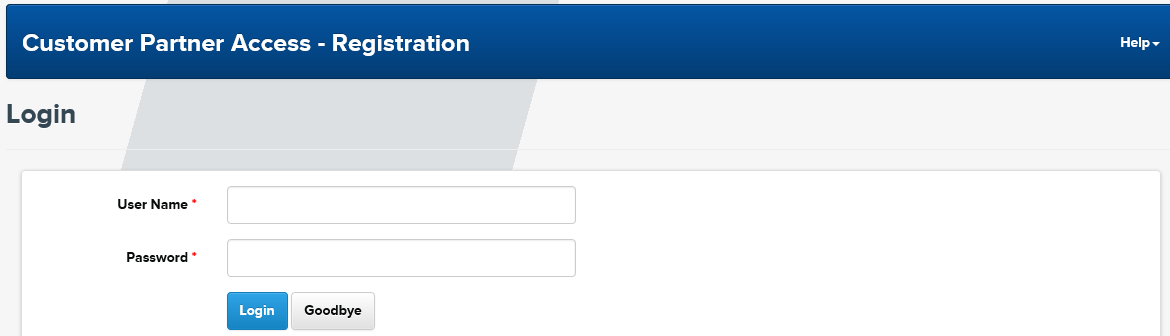 Customer Partner Access - Registration
Help
Login
User Name *
Password *
Login Goodbye